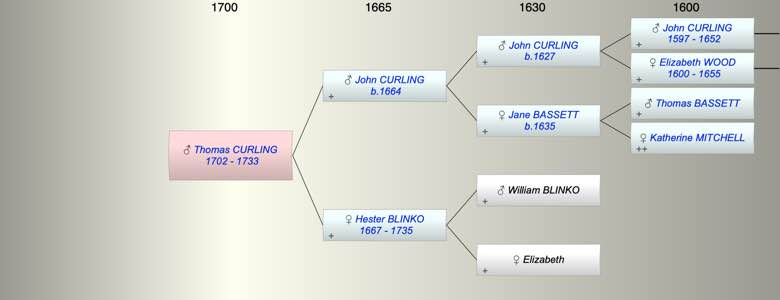 1700 1665 1630 1600
♂ John CURLING
1597 - 1652
+
♂ John CURLING
b.1627
+
♀ Elizabeth WOOD
1600 - 1655
+
♂ John CURLING
b.1664
+
♂ Thomas BASSETT
+
♀ Jane BASSETT
b.1635
+
♀ Katherine MITCHELL
++
♂ Thomas CURLING
1702 - 1733
♂ William BLINKO
+
♀ Hester BLINKO
1667 - 1735
+
♀ Elizabeth
+